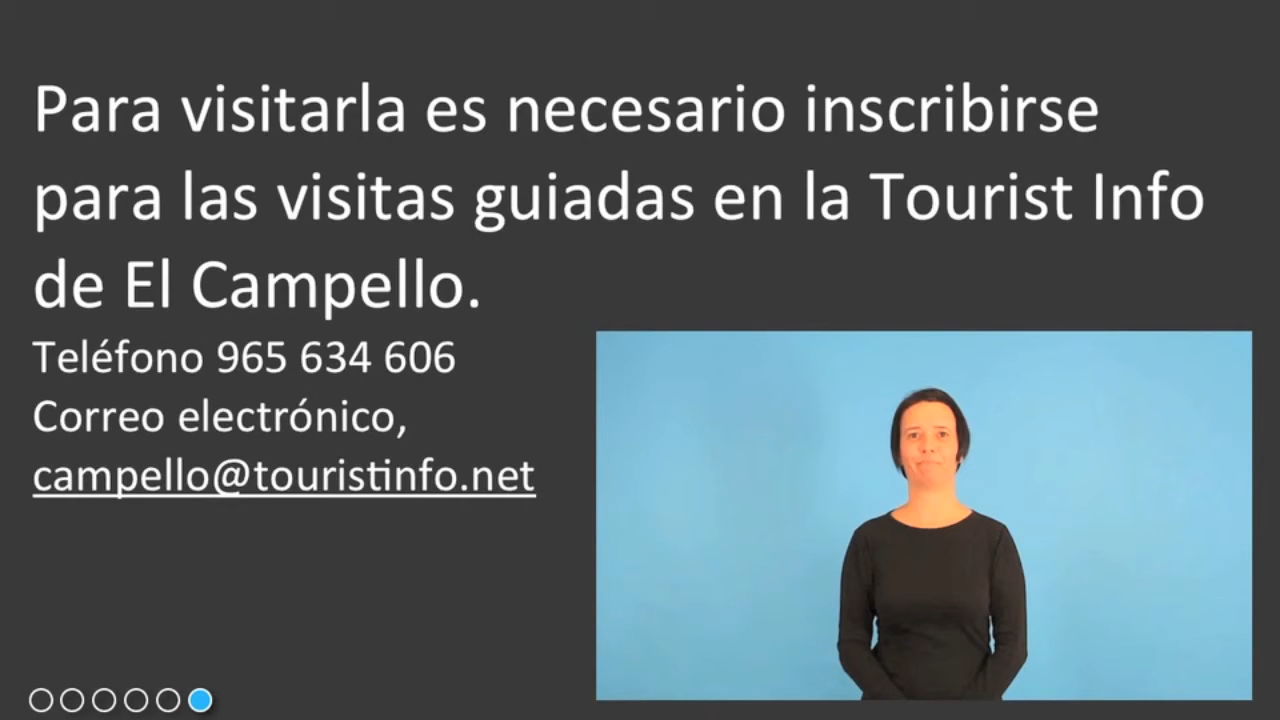 Para visitarla es necesario inscribirse
para las visitas guiadas en la Tourist Info
de El Campello.
Teléfono 965 634 606
Correo electrónico,
campello@touristinfo.net